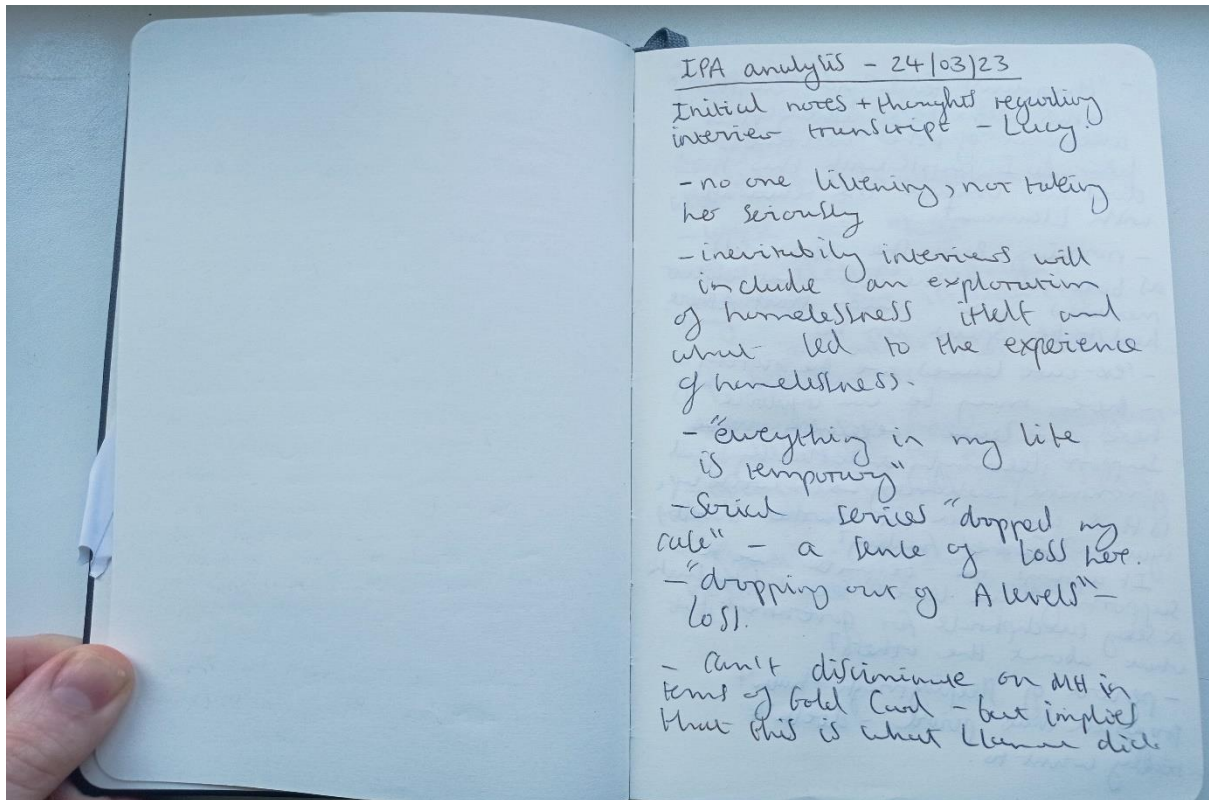 IPA analysis - 24/03/23
Initial notes + thoughts regarding
interview transcript - Lucy.
- no one listening, not taking
her seriously
- inevitably interviews will
include an exploration
of homelessness itself and
what led to the experience
of homelessness.
- "everything in my life
is temporary"
- Social services "dropped my
case" - a sense of loss here.
- "dropping out of A levels" -
loss.
- Can't discriminate on MH in
terms of Gold Card - but implies
that this is what did